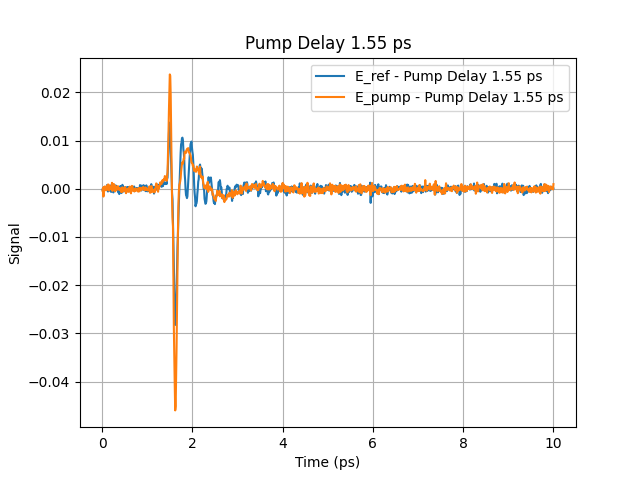 Pump Delay 1.55 ps
E_ref - Pump Delay 1.55 ps
E_pump - Pump Delay 1.55 ps
0.02
0.01
0.00
−0.01
−0.02
−0.03
−0.04
Signal
0 2 4 6 8 10
Time (ps)